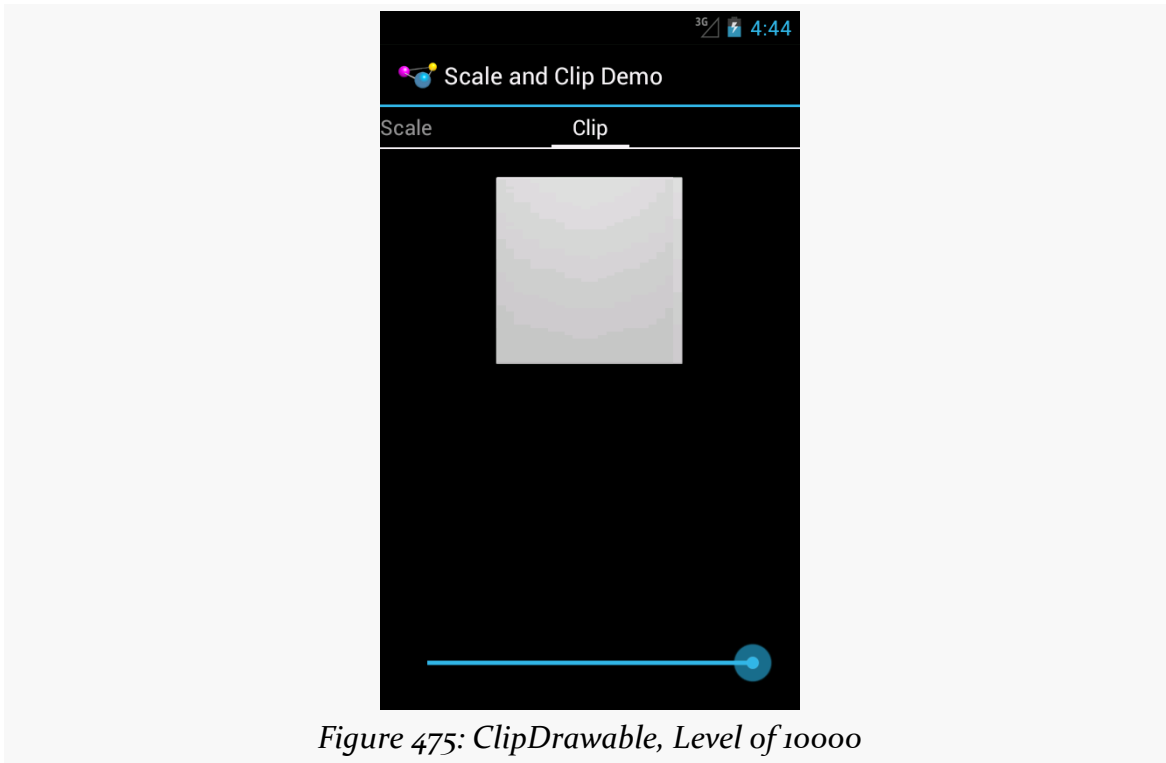 3G 4:44
Scale and Clip Demo
Scale Clip
Figure 475: ClipDrawable, Level of 10000